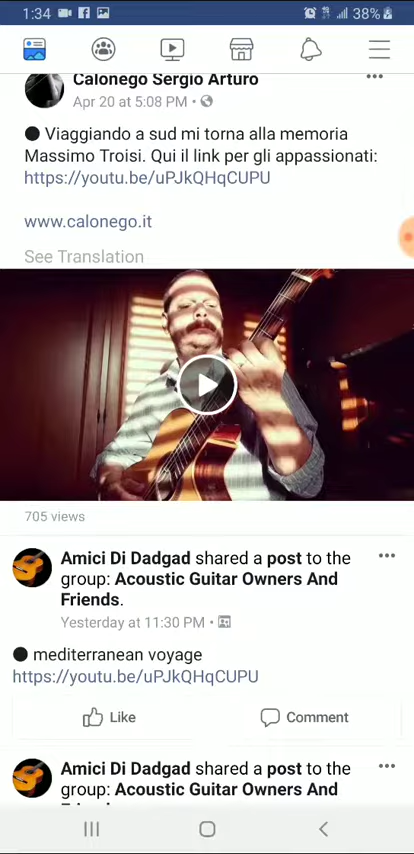 1:34
38%
Calonego Sergio Arturo
Apr 20 at 5:08 PM •
● Viaggiando a sud mi torna alla memoria
Massimo Troisi. Qui il link per gli appassionati:
https://youtu.be/uPJkQHqCUPU
www.calonego.it
See Translation
705 views
Amici Di Dadgad shared a post to the
group: Acoustic Guitar Owners And
Friends.
Yesterday at 11:30 PM •
● mediterranean voyage
https://youtu.be/uPJkQHqCUPU
Like
Comment
Amici Di Dadgad shared a post to the
group: Acoustic Guitar Owners And